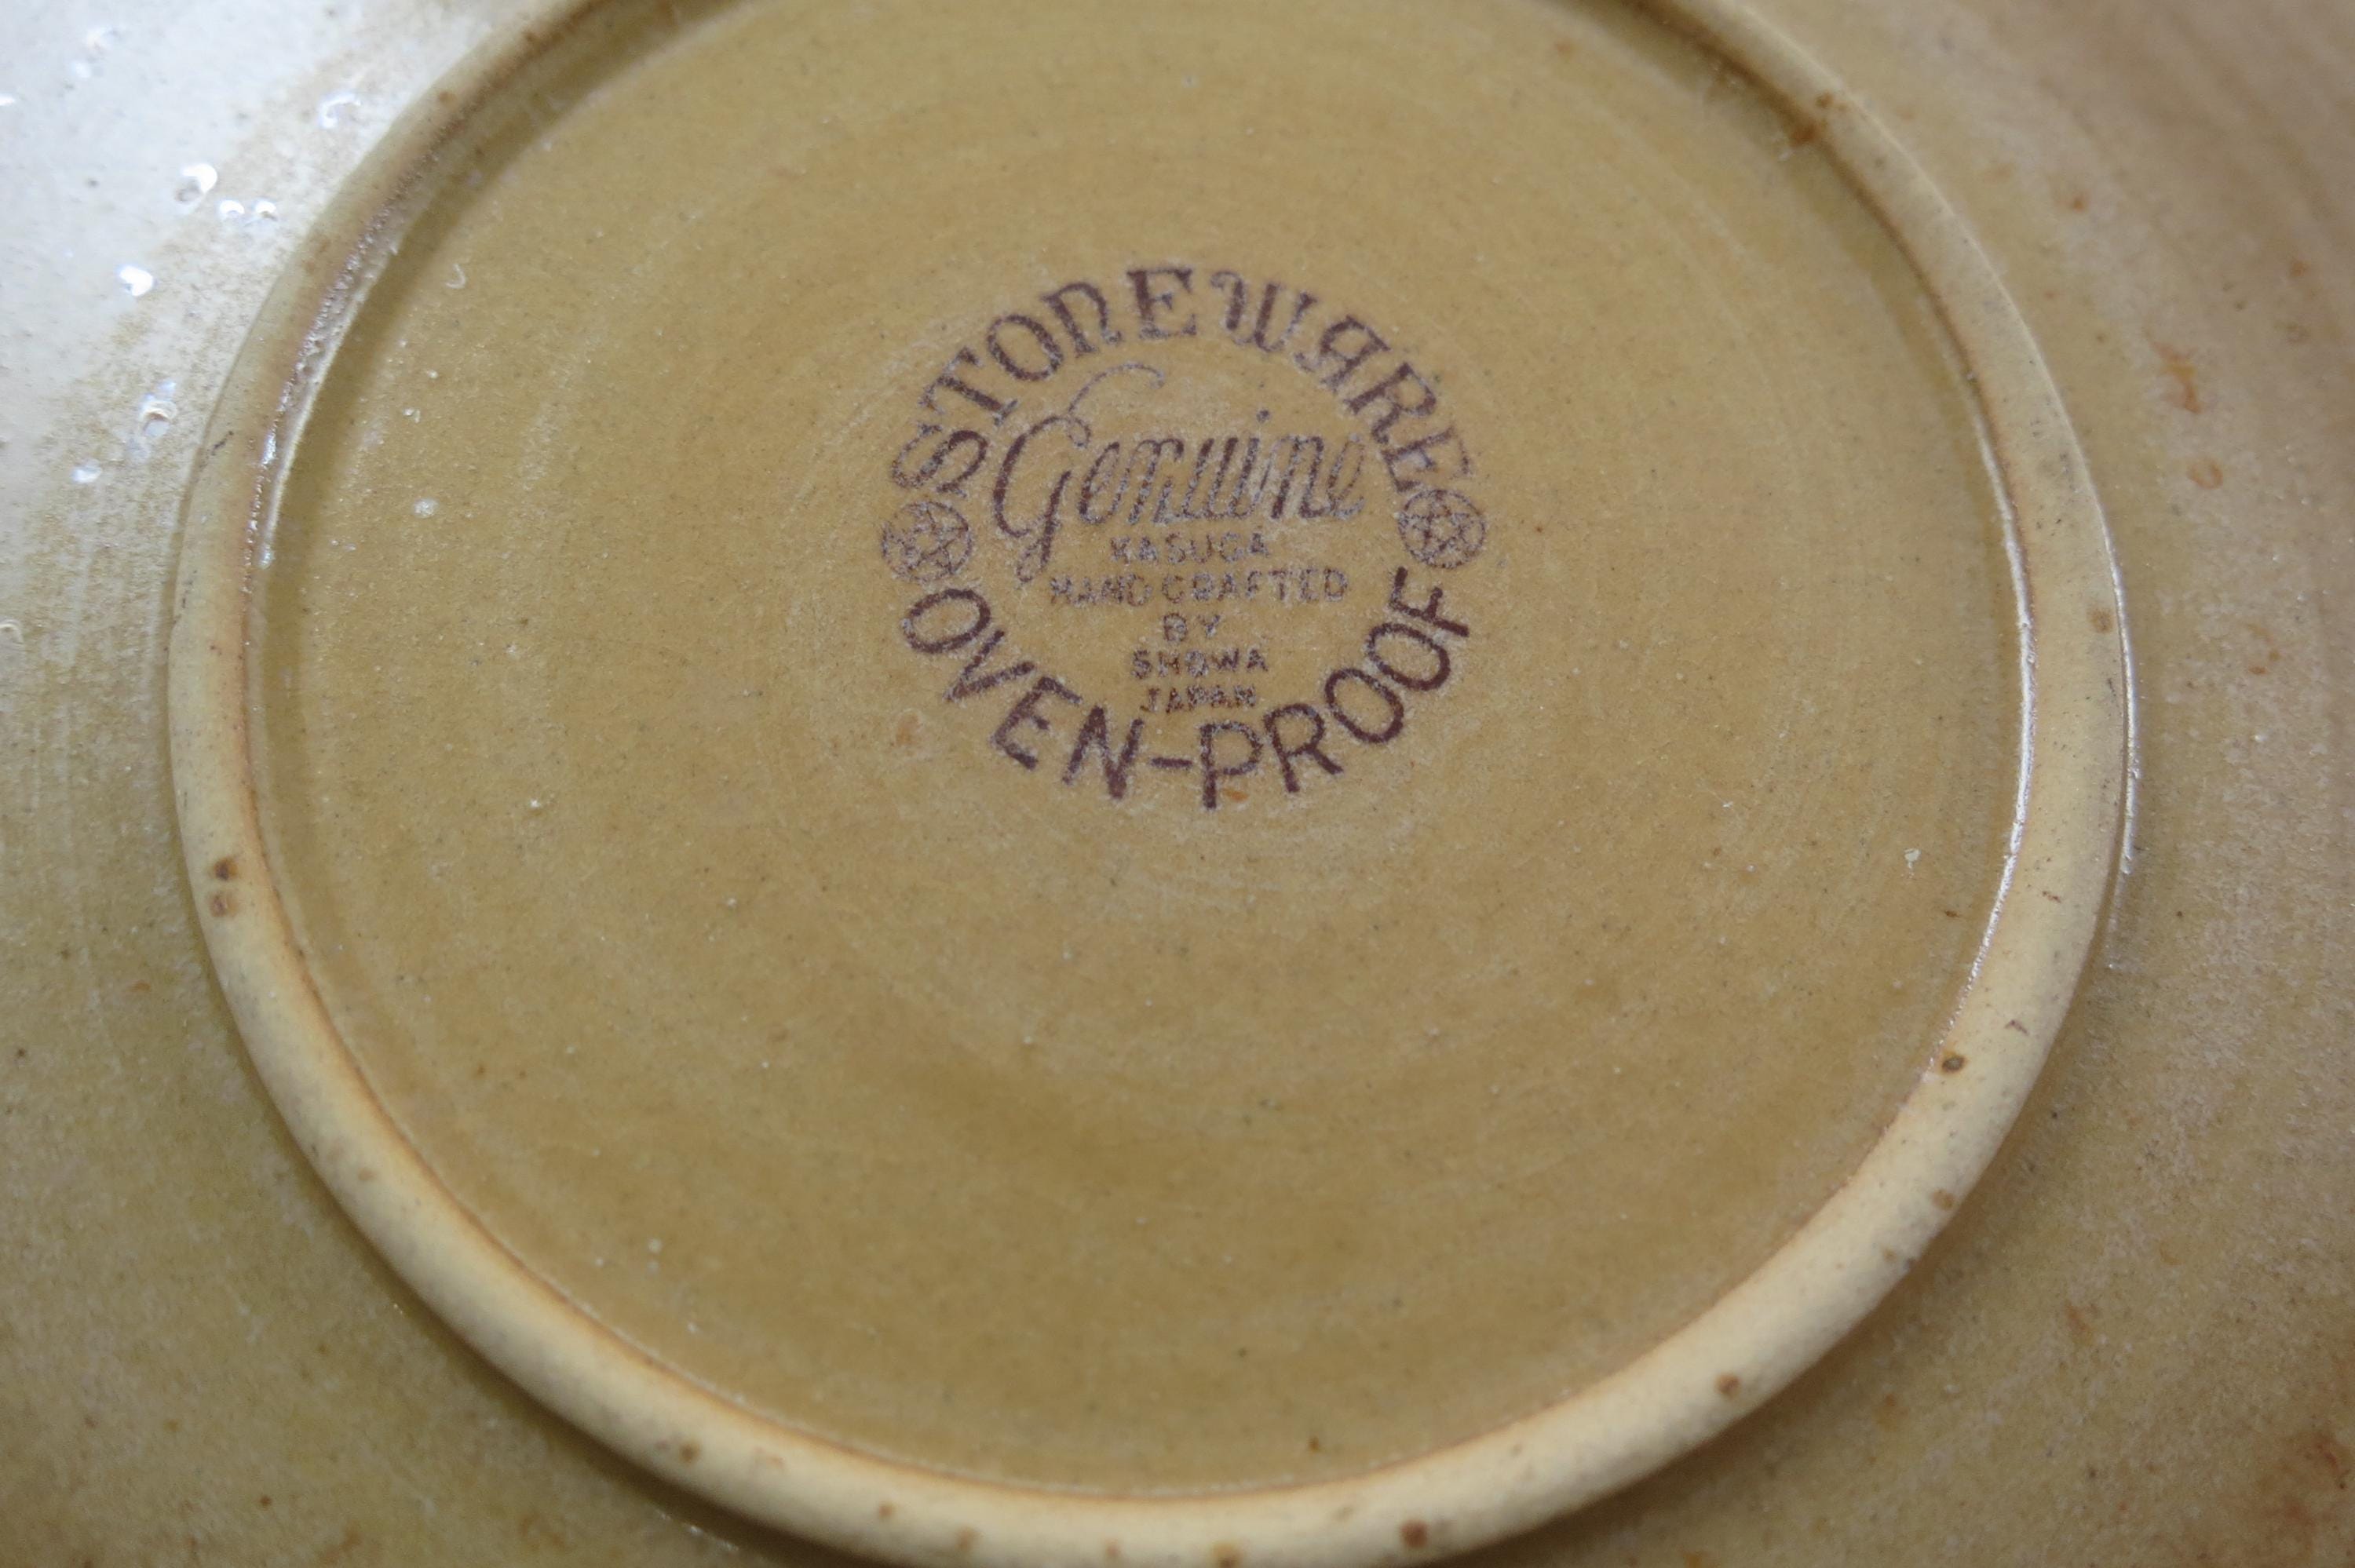 STONEWARE
Genuine
KASUGA
HAND CRAFTED
BY
SHOWA
JAPAN
OVEN-PROOF